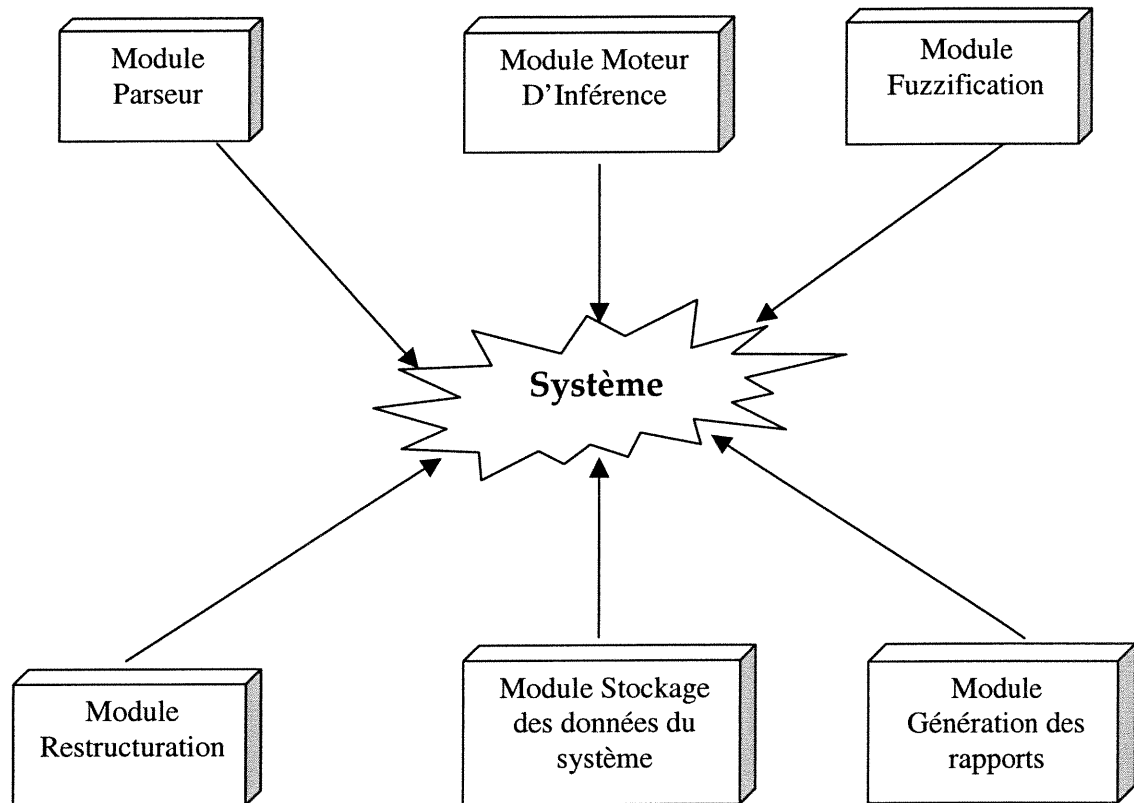 Module
Parseur
Module Moteur
D'Inférence
Module
Fuzzification
Système
Module
Restructuration
Module Stockage
des données du
système
Module
Génération des
rapports